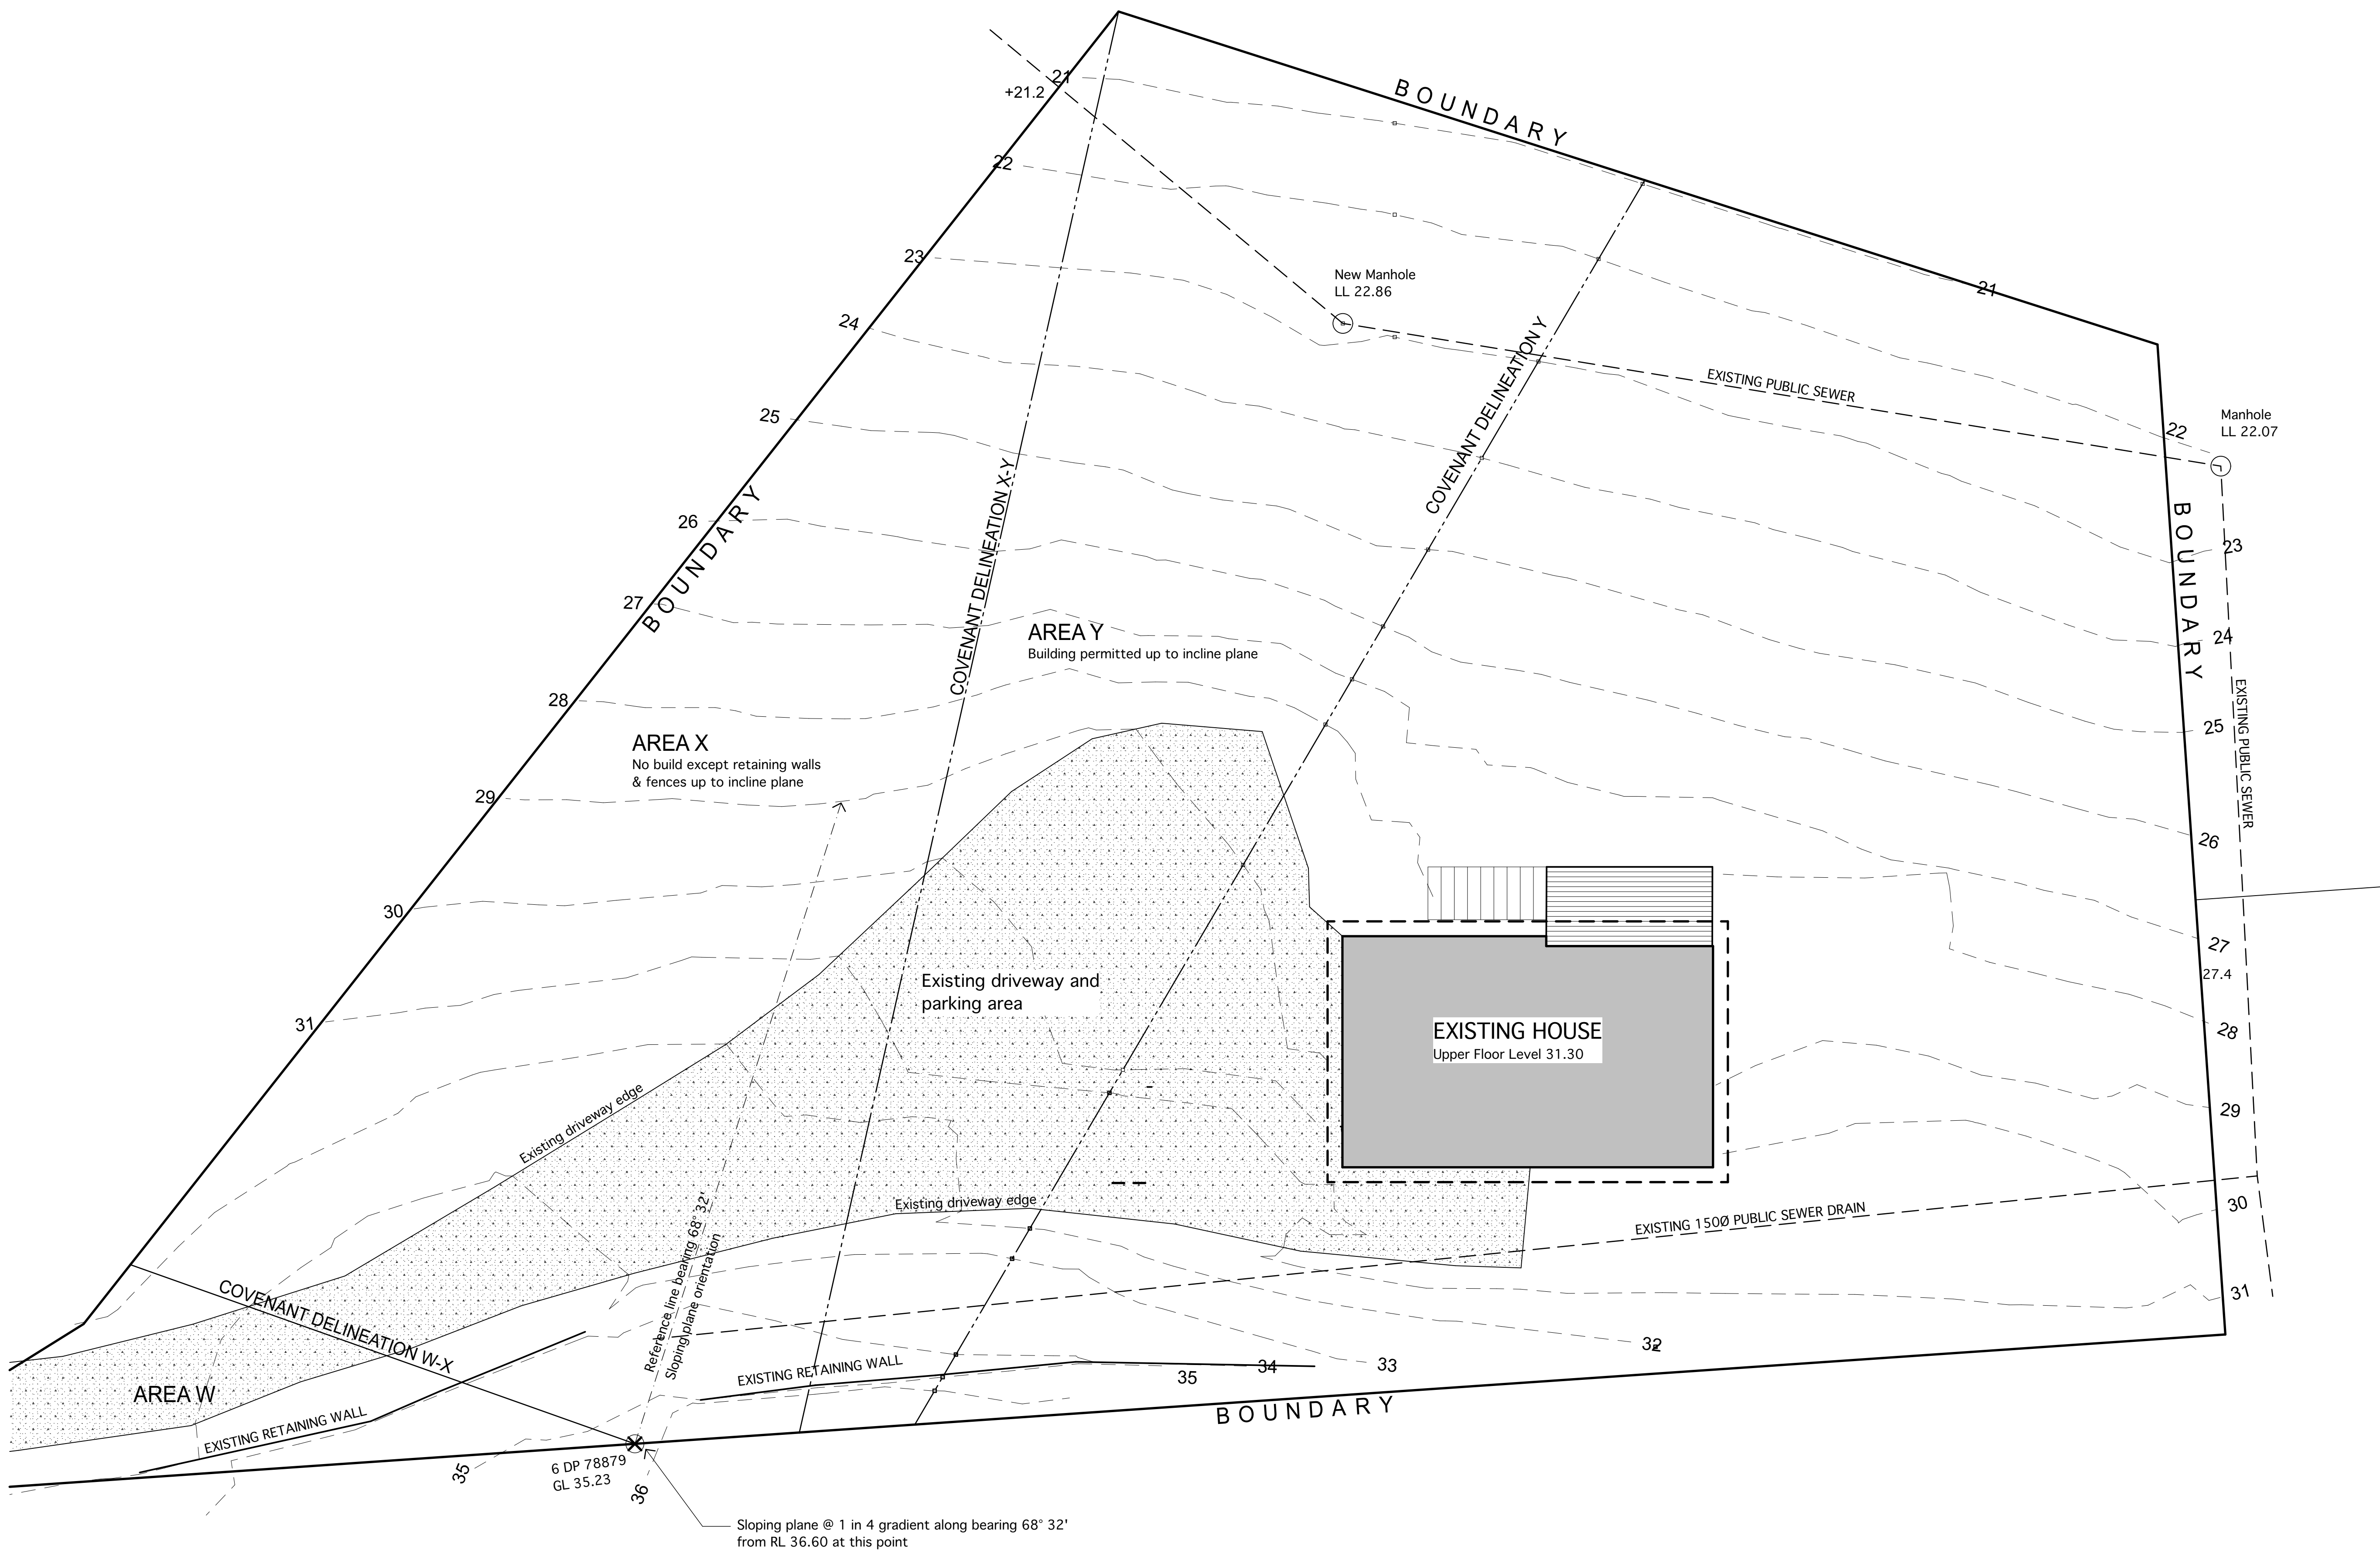 BOUNDARY
21
+21.2
22
23
24
25
26
27
28
29
30
31
BOUNDARY
New Manhole
LL 22.86
21
EXISTING PUBLIC SEWER
COVENANT DELINEATION Y
COVENANT DELINEATION X-Y
Manhole
LL 22.07
22
BOUNDARY
23
24
25
26
27
27.4
28
29
30
31
EXISTING PUBLIC SEWER
AREA Y
Building permitted up to incline plane
AREA X
No build except retaining walls
& fences up to incline plane
Existing driveway and
parking area
EXISTING HOUSE
Upper Floor Level 31.30
Existing driveway edge
Existing driveway edge
Reference line bearing 68° 32'
Sloping plane orientation
EXISTING 150Ø PUBLIC SEWER DRAIN
COVENANT DELINEATION W-X
AREA W
EXISTING RETAINING WALL
EXISTING RETAINING WALL
35
34
33
32
BOUNDARY
35
6 DP 78879
GL 35.23
36
Sloping plane @ 1 in 4 gradient along bearing 68° 32'
from RL 36.60 at this point